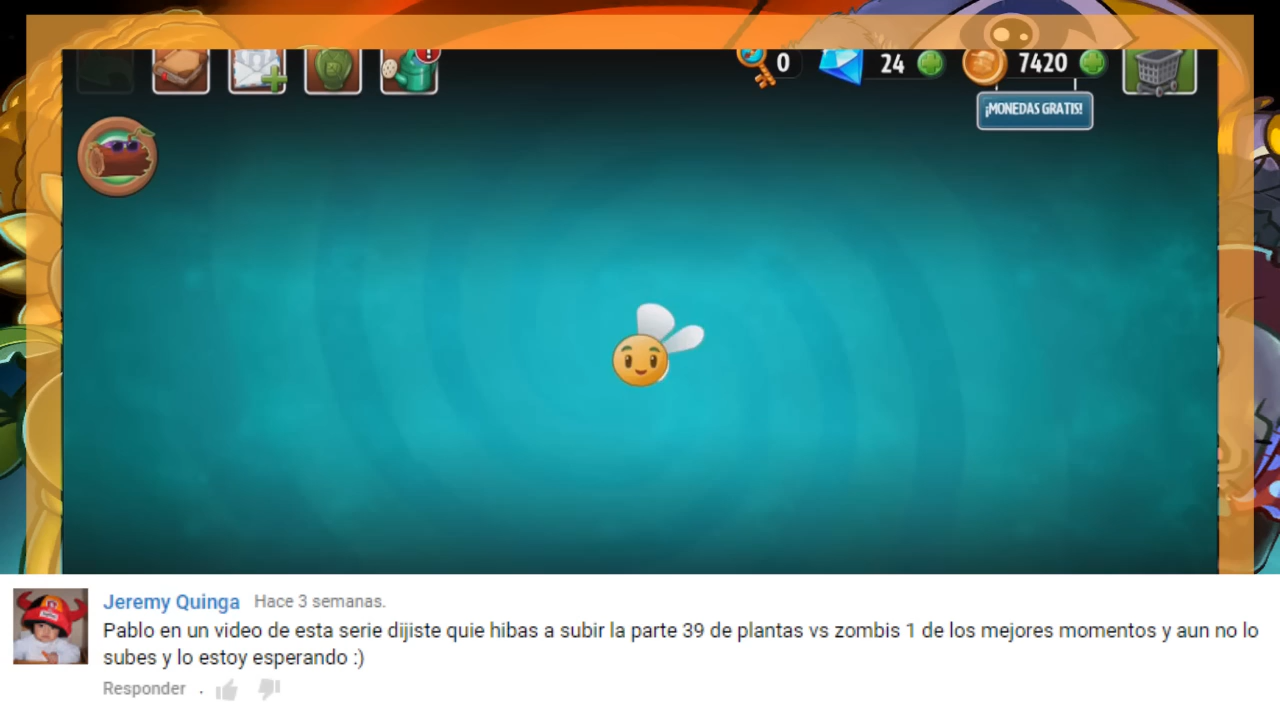 0
24
7420
¡MONEDAS GRATIS!
Jeremy Quinga Hace 3 semanas.
Pablo en un video de esta serie dijiste quie hibas a subir la parte 39 de plantas vs zombis 1 de los mejores momentos y aun no lo
subes y lo estoy esperando :)
Responder .